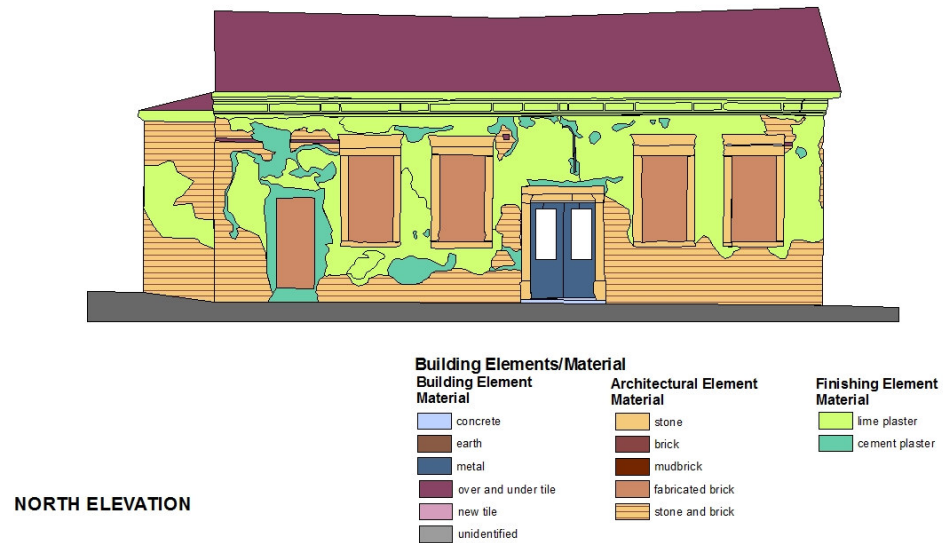 Building Elements/Material
Building Element
Material
concrete
earth
metal
over and under tile
new tile
unidentified
Architectural Element
Material
stone
brick
mudbrick
fabricated brick
stone and brick
Finishing Element
Material
lime plaster
cement plaster
NORTH ELEVATION